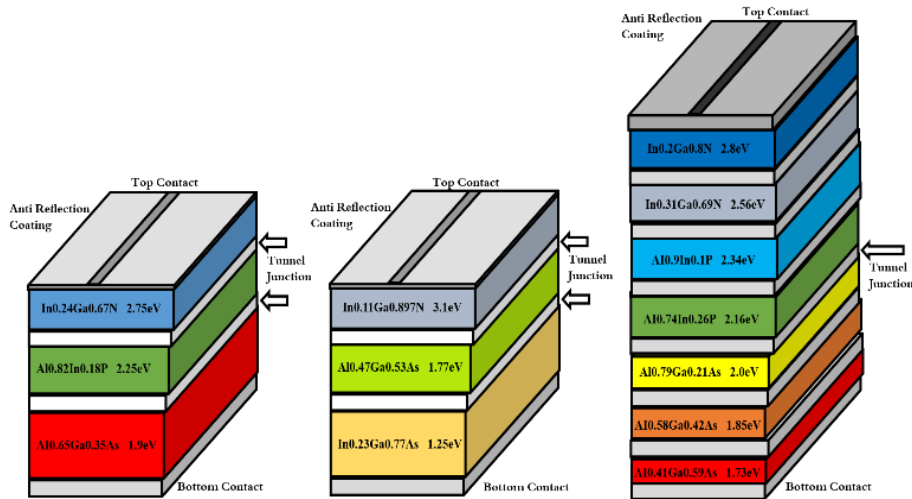 Top Contact
Anti Reflection
Coating
In0.24Ga0.67N 2.75eV
Al0.82In0.18P 2.25eV
Al0.65Ga0.35As 1.9eV
Tunnel
Junction
Bottom Contact
Top Contact
Anti Reflection
Coating
In0.11Ga0.897N 3.1eV
Al0.47Ga0.53As 1.77eV
In0.23Ga0.77As 1.25eV
Tunnel
Junction
Bottom Contact
Top Contact
Anti Reflection
Coating
In0.2Ga0.8N 2.8eV
In0.31Ga0.69N 2.56eV
Al0.9In0.1P 2.34eV
Al0.74In0.26P 2.16eV
Al0.79Ga0.21As 2.0eV
Al0.58Ga0.42As 1.85eV
Al0.41Ga0.59As 1.73eV
Tunnel
Junction
Bottom Contact